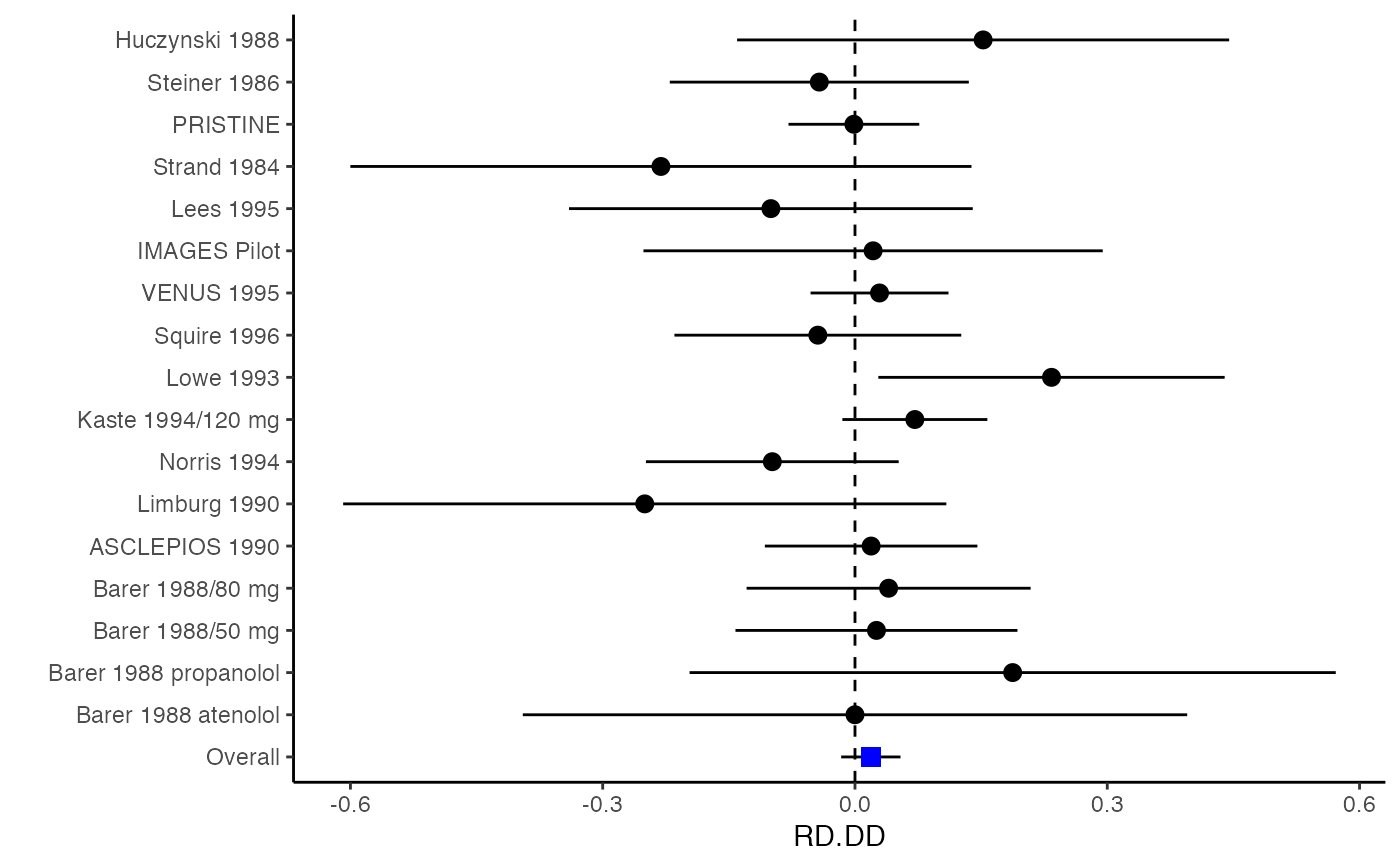 Huczynski 1988
Steiner 1986
PRISTINE
Strand 1984
Lees 1995
IMAGES Pilot
VENUS 1995
Squire 1996
Lowe 1993
Kaste 1994/120 mg
Norris 1994
Limburg 1990
ASCLEPIOS 1990
Barer 1988/80 mg
Barer 1988/50 mg
Barer 1988 propanolol
Barer 1988 atenolol
Overall
-0.6 -0.3 0.0 0.3 0.6
RD.DD